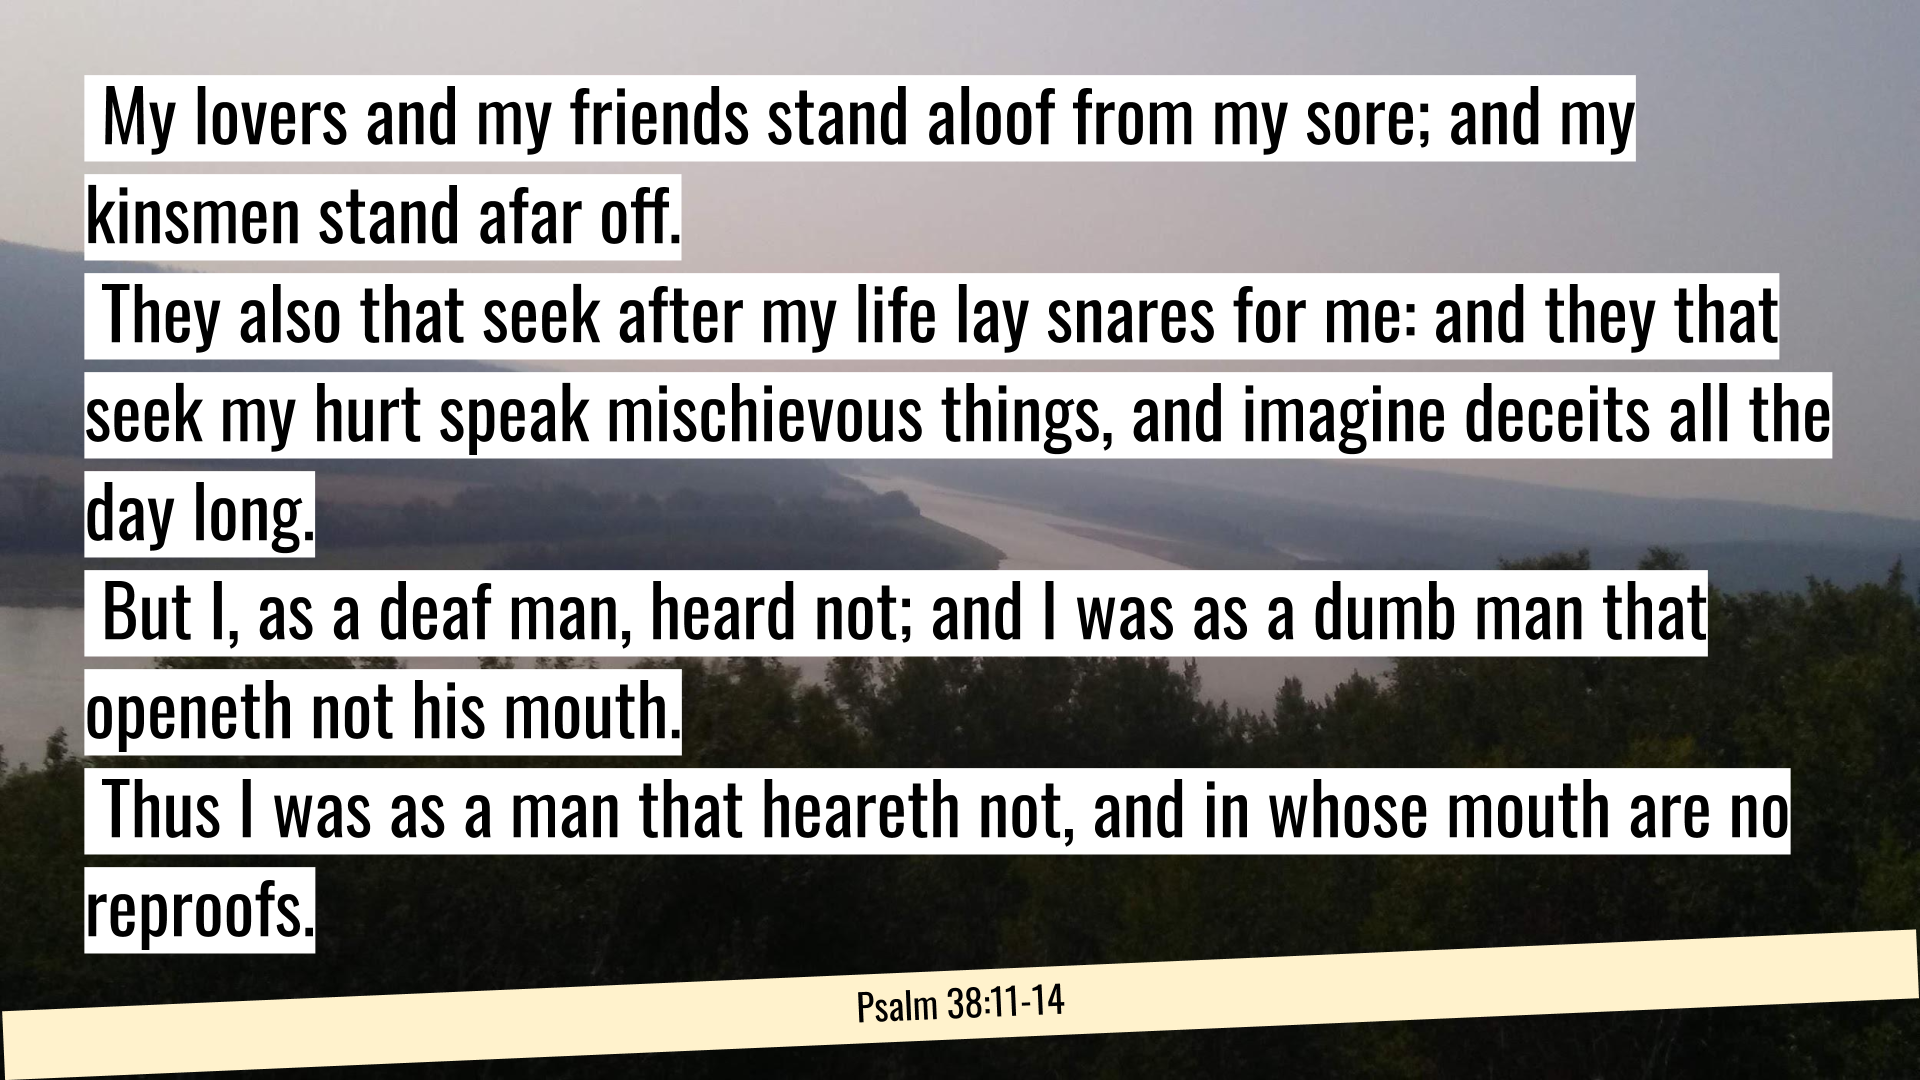 My lovers and my friends stand aloof from my sore; and my
kinsmen stand afar off.
They also that seek after my life lay snares for me: and they that
seek my hurt speak mischievous things, and imagine deceits all the
day long.
But I, as a deaf man, heard not; and I was as a dumb man that
openeth not his mouth.
Thus I was as a man that heareth not, and in whose mouth are no
reproofs.
Psalm 38:11-14